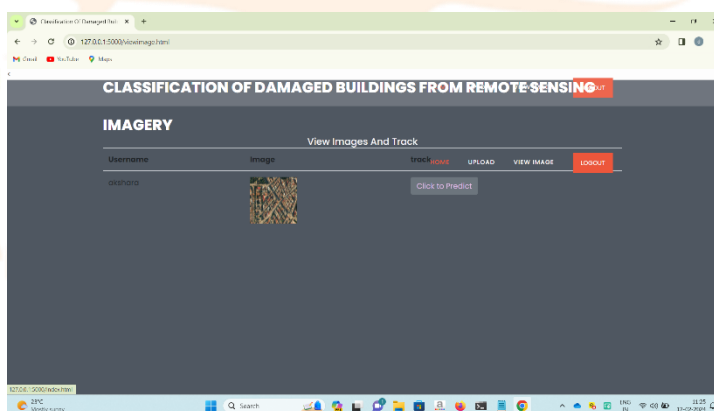 Classification Of Damaged Buil
127.0.0.1:5000/viewimage.html
Gmail YouTube Maps
CLASSIFICATION OF DAMAGED BUILDINGS FROM REMOTE SENSING
IMAGERY
View Images And Track
Username Image track HOME UPLOAD VIEW IMAGE LOGOUT
akshara Click to Predict
127.0.0.1:5000/index.html
23°C ENG 11:25
Mostly sunny Search IN 17-02-2024